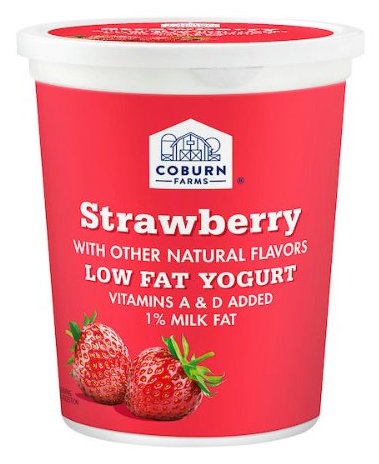 COBURN
FARMS®
Strawberry
WITH OTHER NATURAL FLAVORS
LOW FAT YOGURT
VITAMINS A & D ADDED
1% MILK FAT